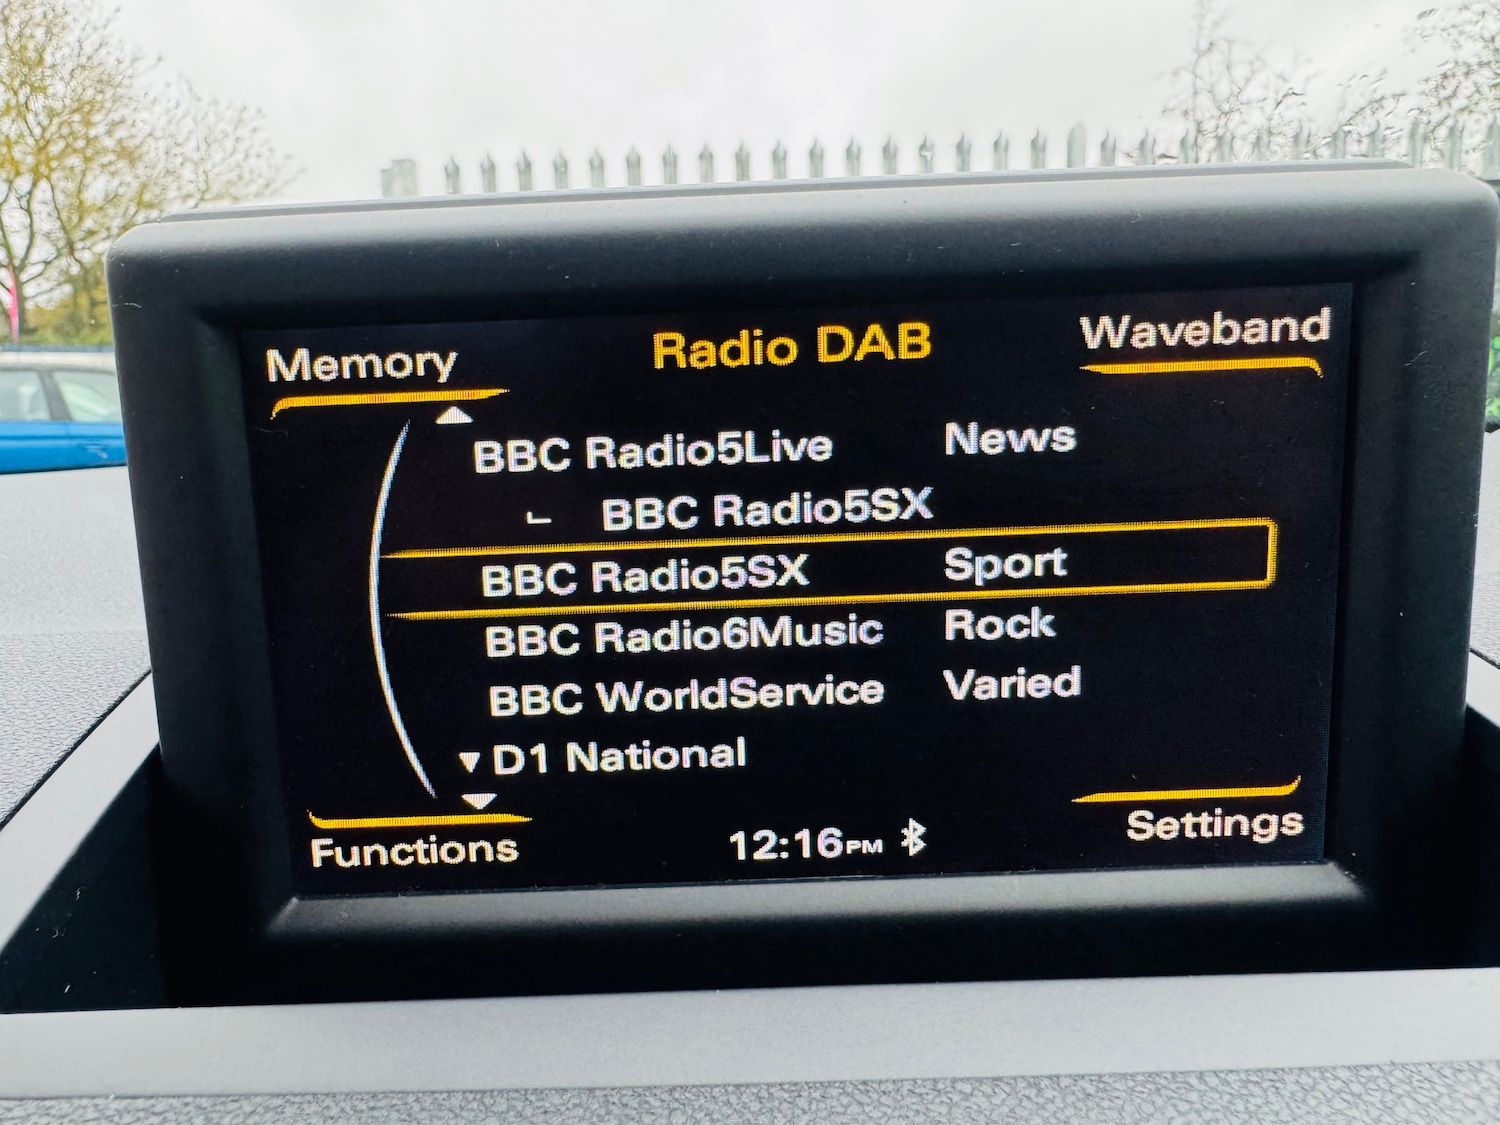 Memory
Radio DAB
Waveband
BBC Radio5Live News
BBC Radio5SX
BBC Radio5SX Sport
BBC Radio6Music Rock
BBC WorldService Varied
D1 National
Functions
12:16PM
Settings